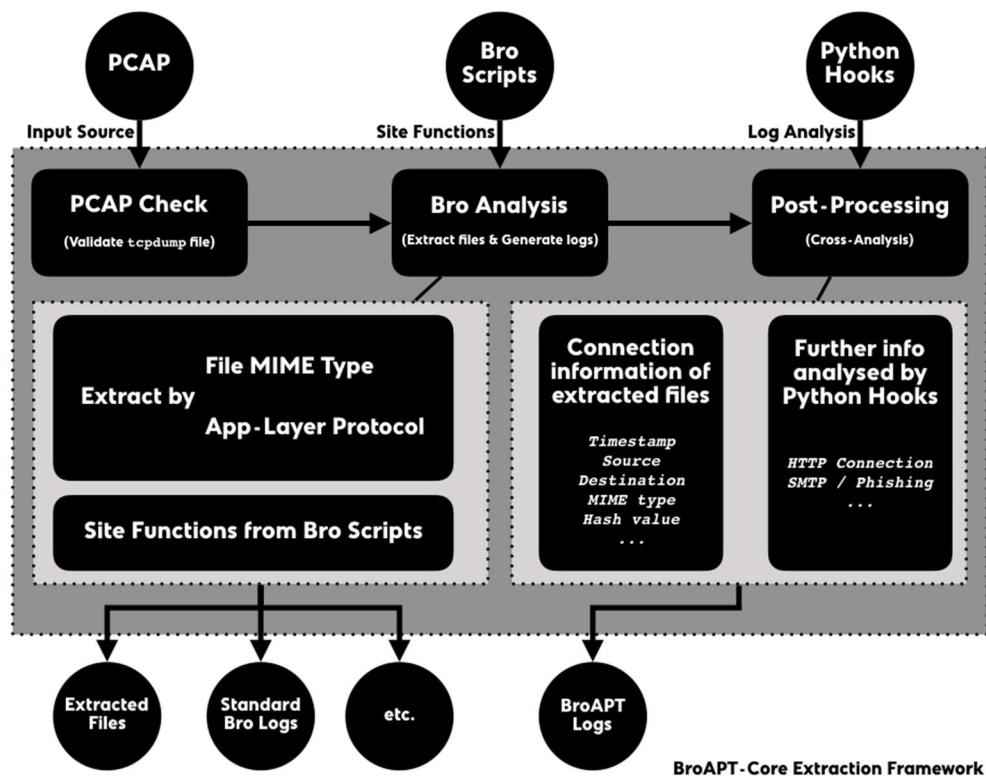 PCAP
Bro
Scripts
Python
Hooks
Input Source
Site Functions
Log Analysis
PCAP Check
(Validate tcpdump file)
Bro Analysis
(Extract files & Generate logs)
Post-Processing
(Cross-Analysis)
File MIME Type
Extract by
App-Layer Protocol
Site Functions from Bro Scripts
Connection
information of
extracted files
Timestamp
Source
Destination
MIME type
Hash value
...
Further info
analysed by
Python Hooks
HTTP Connection
SMTP / Phishing
...
Extracted
Files
Standard
Bro Logs
etc.
BroAPT
Logs
BroAPT-Core Extraction Framework